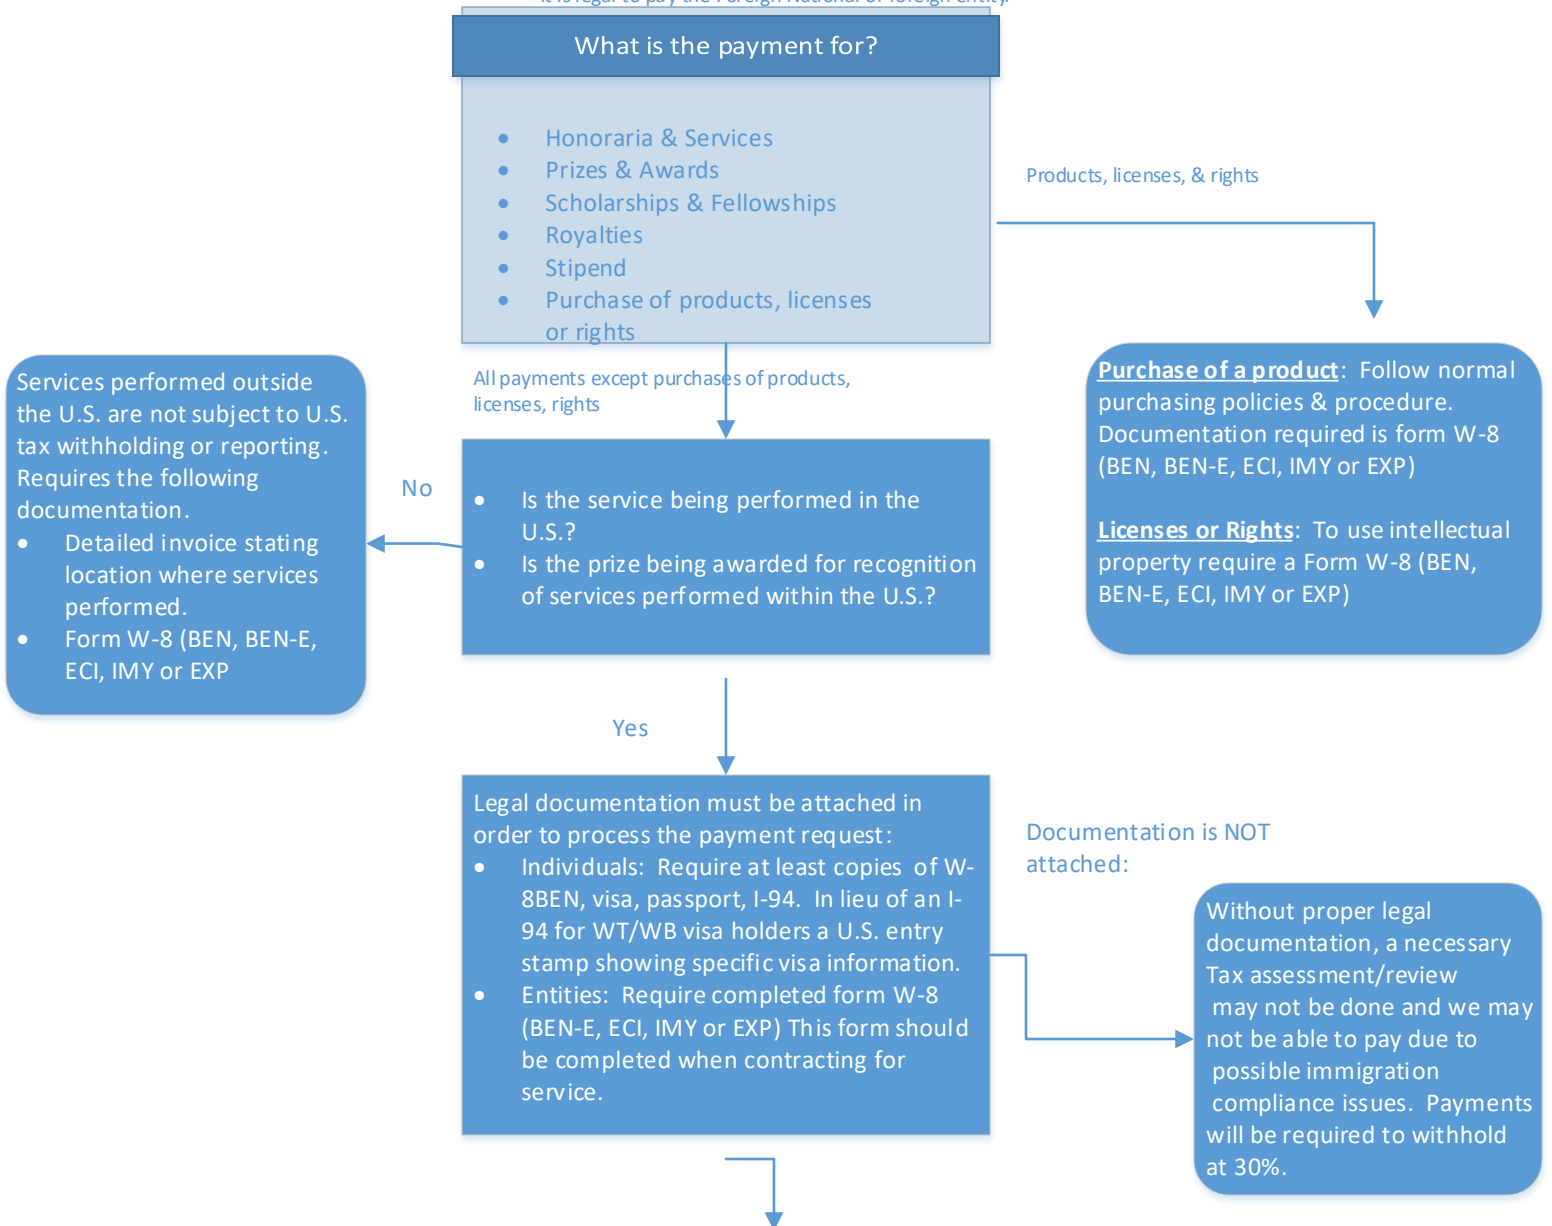 it is legal to pay the Foreign National or foreign entity.
What is the payment for?
• Honoraria & Services
• Prizes & Awards
• Scholarships & Fellowships
• Royalties
• Stipend
• Purchase of products, licenses
or rights
Products, licenses, & rights
All payments except purchases of products,
licenses, rights
Services performed outside
the U.S. are not subject to U.S.
tax withholding or reporting.
Requires the following
documentation.
• Detailed invoice stating
location where services
performed.
• Form W-8 (BEN, BEN-E,
ECI, IMY or EXP
No
• Is the service being performed in the
U.S.?
• Is the prize being awarded for recognition
of services performed within the U.S.?
Purchase of a product: Follow normal
purchasing policies & procedure.
Documentation required is form W-8
(BEN, BEN-E, ECI, IMY or EXP)
Licenses or Rights: To use intellectual
property require a Form W-8 (BEN,
BEN-E, ECI, IMY or EXP)
Yes
Legal documentation must be attached in
order to process the payment request:
• Individuals: Require at least copies of W-
8BEN, visa, passport, I-94. In lieu of an I-
94 for WT/WB visa holders a U.S. entry
stamp showing specific visa information.
• Entities: Require completed form W-8
(BEN-E, ECI, IMY or EXP) This form should
be completed when contracting for
service.
Documentation is NOT
attached:
Without proper legal
documentation, a necessary
Tax assessment/review
may not be done and we may
not be able to pay due to
possible immigration
compliance issues. Payments
will be required to withhold
at 30%.